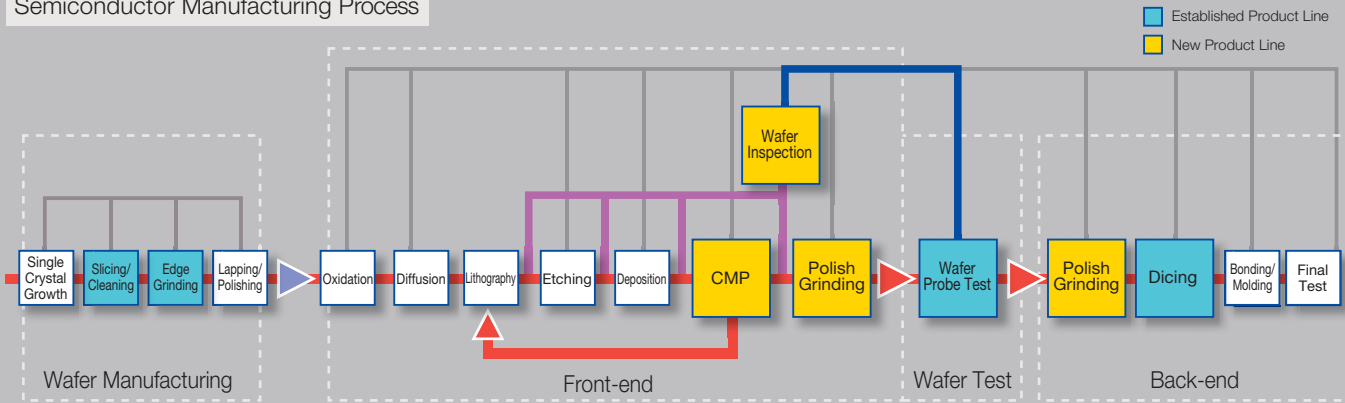 Semiconductor Manufacturing Process
Established Product Line
New Product Line
Wafer
Inspection
Single
Crystal
Growth
Slicing/
Cleaning
Edge
Grinding
Lapping/
Polishing
Oxidation
Diffusion
Lithography
Etching
Deposition
CMP
Polish
Grinding
Wafer
Probe Test
Polish
Grinding
Dicing
Bonding/
Molding
Final
Test
Wafer Manufacturing
Front-end
Wafer Test
Back-end